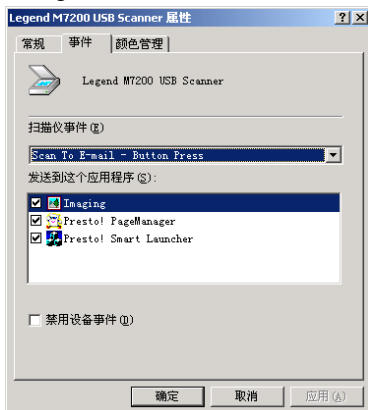 Legend M7200 USB Scanner 属性
常规 事件 颜色管理
Legend M7200 USB Scanner
扫描仪事件(E)
Scan To E-mail - Button Press
发送到这个应用程序(S):
Imaging
Presto! PageManager
Presto! Smart Launcher
禁用设备事件(D)
确定 取消 应用(A)